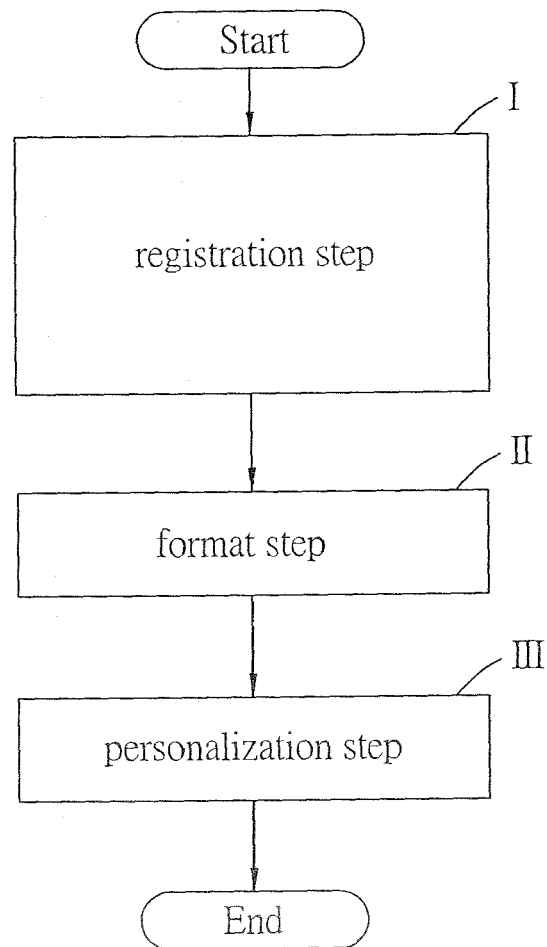 Start
I
registration step
II
format step
III
personalization step
End